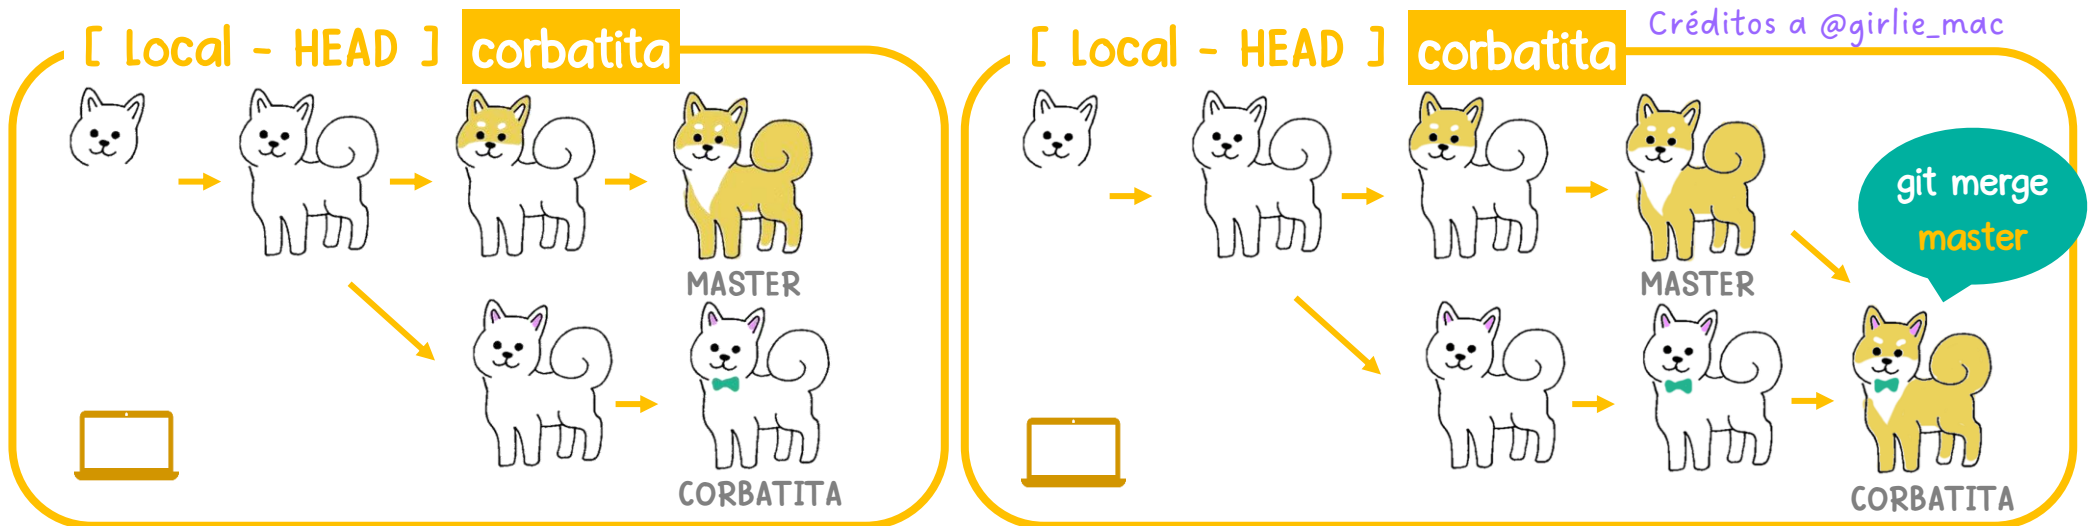 [ Local - HEAD ] corbatita
MASTER
CORBATITA
[ Local - HEAD ] corbatita
Créditos a @girlie_mac
git merge
master
MASTER
CORBATITA